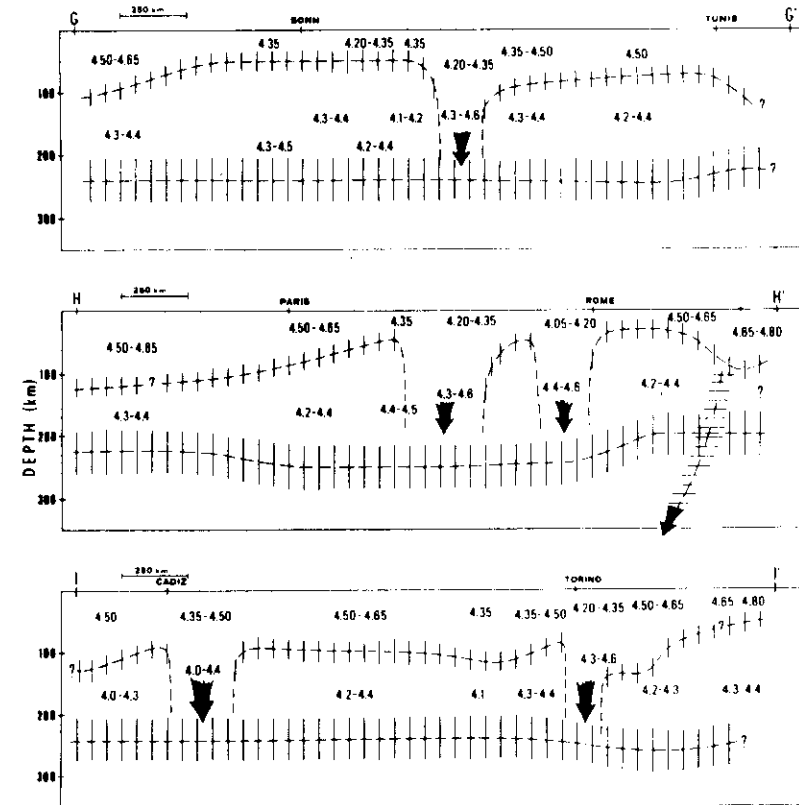 G 250 km BONN TUNIS G'
4.35 4.20-4.35 4.35 4.35-4.50 4.50
4.50-4.65 4.20-4.35
100
4.3-4.4 4.1-4.2 4.3-4.6 4.3-4.4 4.2-4.4
4.3-4.4
?
200 4.3-4.5 4.2-4.4
?
300
H 250 km PARIS ROME H'
4.50-4.65 4.35 4.20-4.35 4.05-4.20 4.50-4.65
4.50-4.65 4.65-4.80
100 ?
?
4.3-4.6 4.4-4.6 4.2-4.4
4.3-4.4 4.2-4.4 4.4-4.5
200
300
DEPTH (km)
I 250 km CADIZ TORINO I'
4.50 4.35-4.50 4.50-4.65 4.35 4.35-4.50 4.20-4.35 4.50-4.65 4.65 4.80
?
100
? 4.0-4.4 4.3-4.6
4.0-4.3 4.2-4.4 4.1 4.3-4.4 4.2-4.3 4.3-4.4
200
?
300